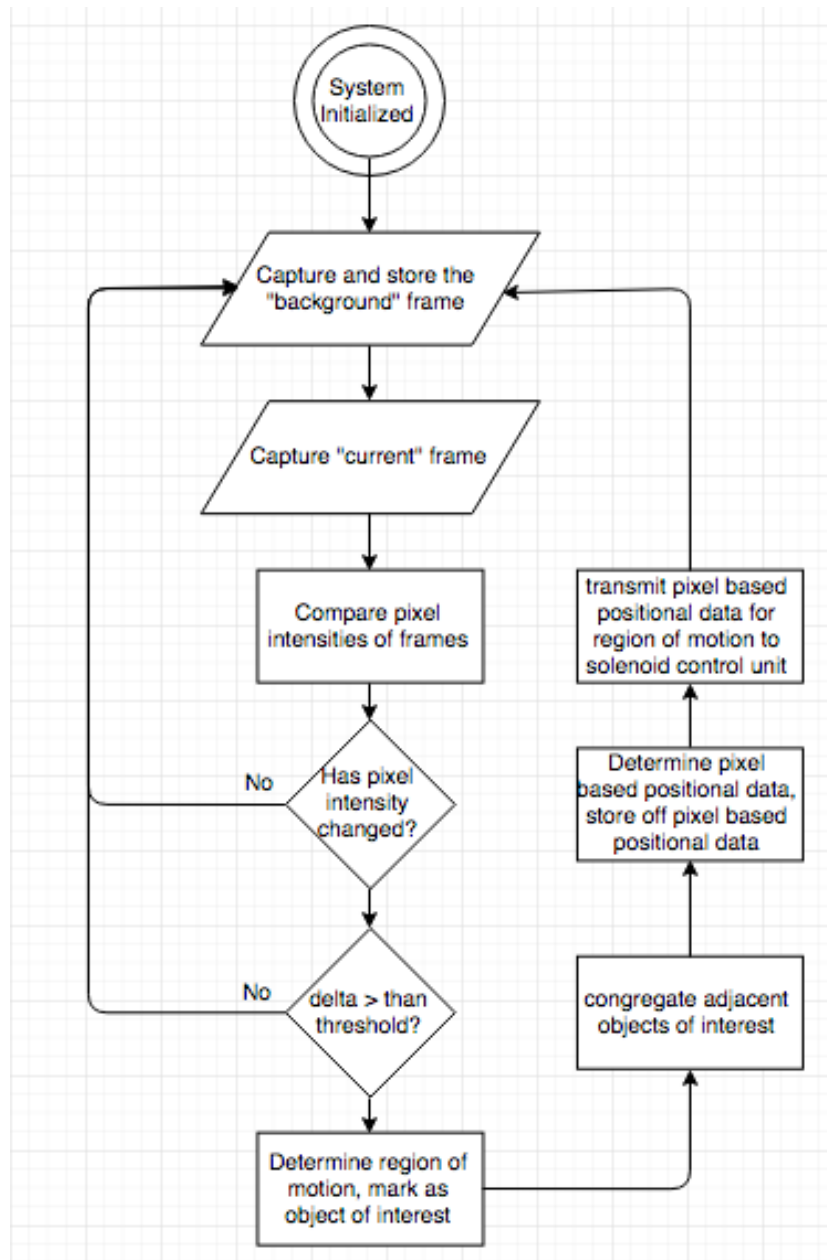 System
Initialized
Capture and store the
"background" frame
Capture "current" frame
Compare pixel
intensities of frames
No
Has pixel
intensity
changed?
No
delta > than
threshold?
Determine region of
motion, mark as
object of interest
congregate adjacent
objects of interest
Determine pixel
based positional data,
store off pixel based
positional data
transmit pixel based
positional data for
region of motion to
solenoid control unit